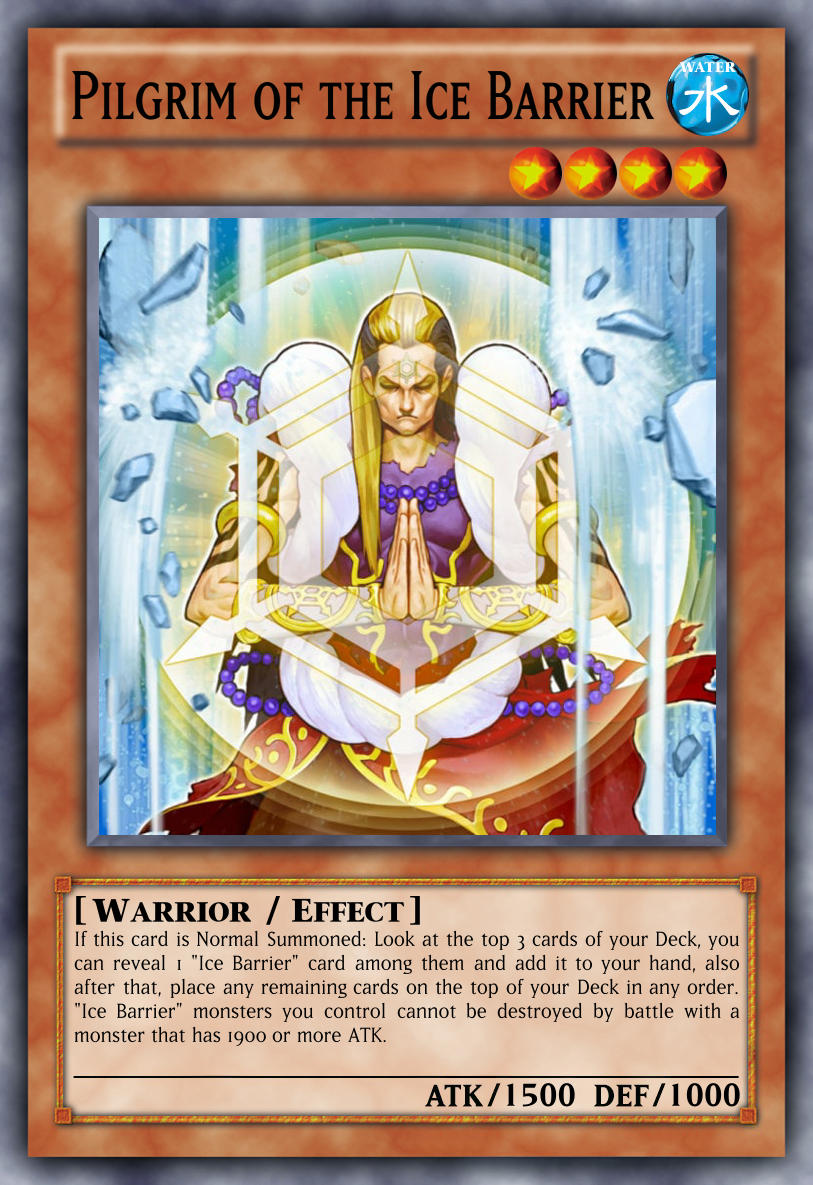 Pilgrim of the Ice Barrier
WATER
水
[ Warrior / Effect ]
If this card is Normal Summoned: Look at the top 3 cards of your Deck, you
can reveal 1 "Ice Barrier" card among them and add it to your hand, also
after that, place any remaining cards on the top of your Deck in any order.
"Ice Barrier" monsters you control cannot be destroyed by battle with a
monster that has 1900 or more ATK.
ATK/1500 DEF/1000